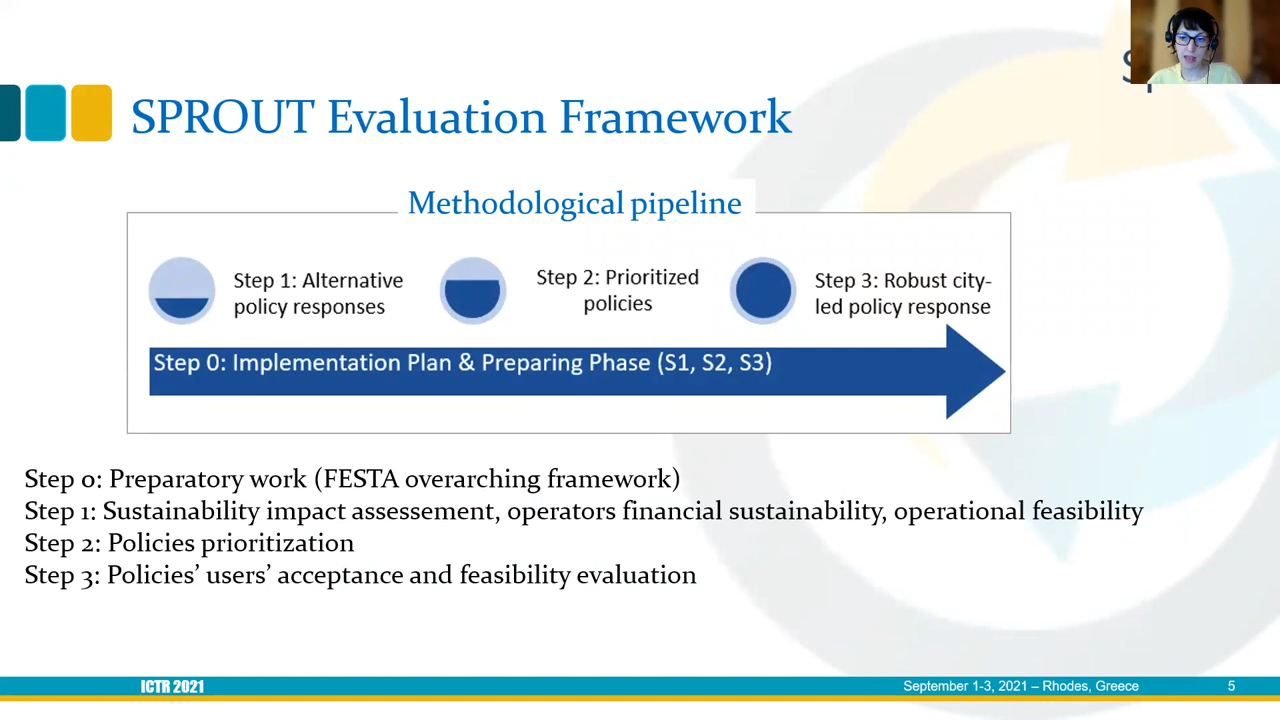 SPROUT Evaluation Framework
Methodological pipeline
Step 1: Alternative
policy responses
Step 2: Prioritized
policies
Step 3: Robust city-
led policy response
Step 0: Implementation Plan & Preparing Phase (S1, S2, S3)
Step 0: Preparatory work (FESTA overarching framework)
Step 1: Sustainability impact assessement, operators financial sustainability, operational feasibility
Step 2: Policies prioritization
Step 3: Policies’ users’ acceptance and feasibility evaluation
ICTR 2021
September 1-3, 2021 – Rhodes, Greece
5